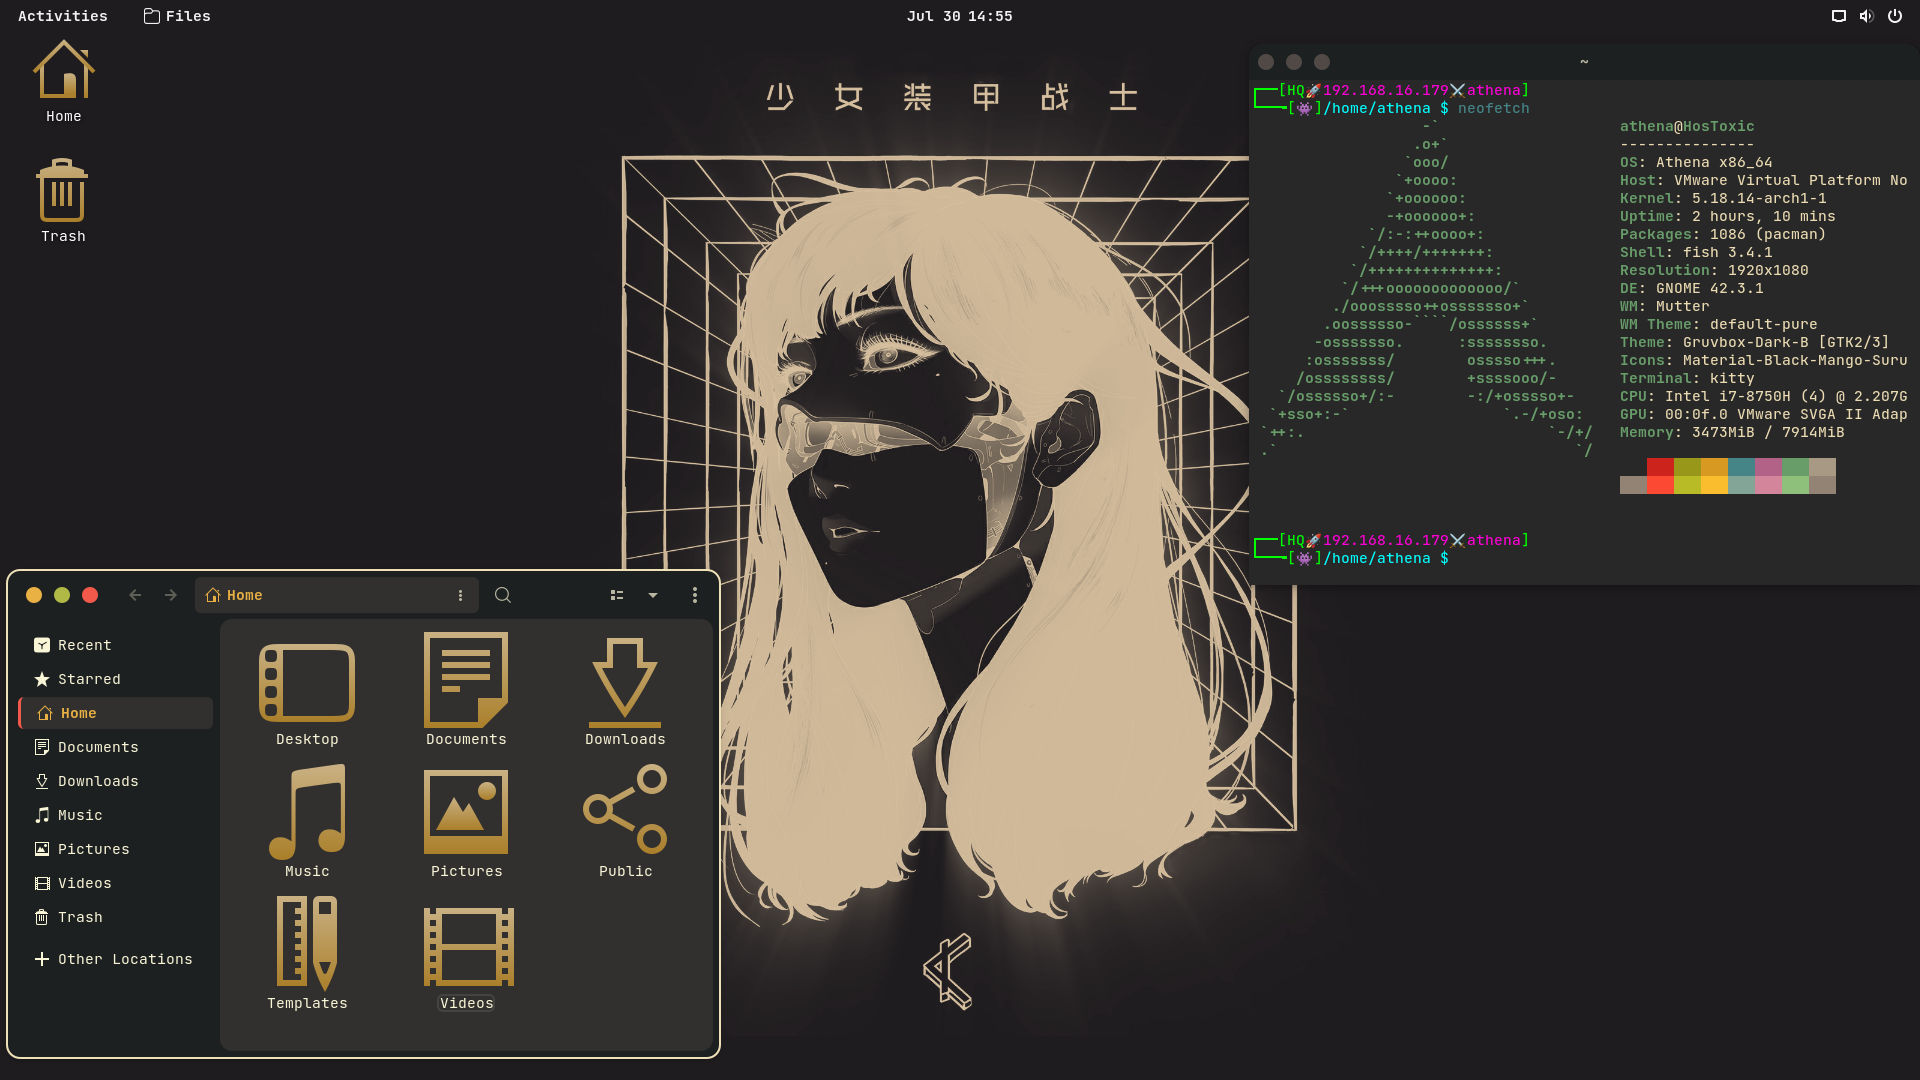 Activities Files Jul 30 14:55
Home
Trash
少女装甲战士
~
[HQ🚀192.168.16.179⚔️athena]
[👾]/home/athena $ neofetch
athena@HosToxic
---------------
OS: Athena x86_64
Host: VMware Virtual Platform No
Kernel: 5.18.14-arch1-1
Uptime: 2 hours, 10 mins
Packages: 1086 (pacman)
Shell: fish 3.4.1
Resolution: 1920x1080
DE: GNOME 42.3.1
WM: Mutter
WM Theme: default-pure
Theme: Gruvbox-Dark-B [GTK2/3]
Icons: Material-Black-Mango-Suru
Terminal: kitty
CPU: Intel i7-8750H (4) @ 2.207G
GPU: 00:0f.0 VMware SVGA II Adap
Memory: 3473MiB / 7914MiB
[HQ🚀192.168.16.179⚔️athena]
[👾]/home/athena $
Home
Recent
Starred
Home
Documents
Downloads
Music
Pictures
Videos
Trash
Other Locations
Desktop Documents Downloads
Music Pictures Public
Templates Videos